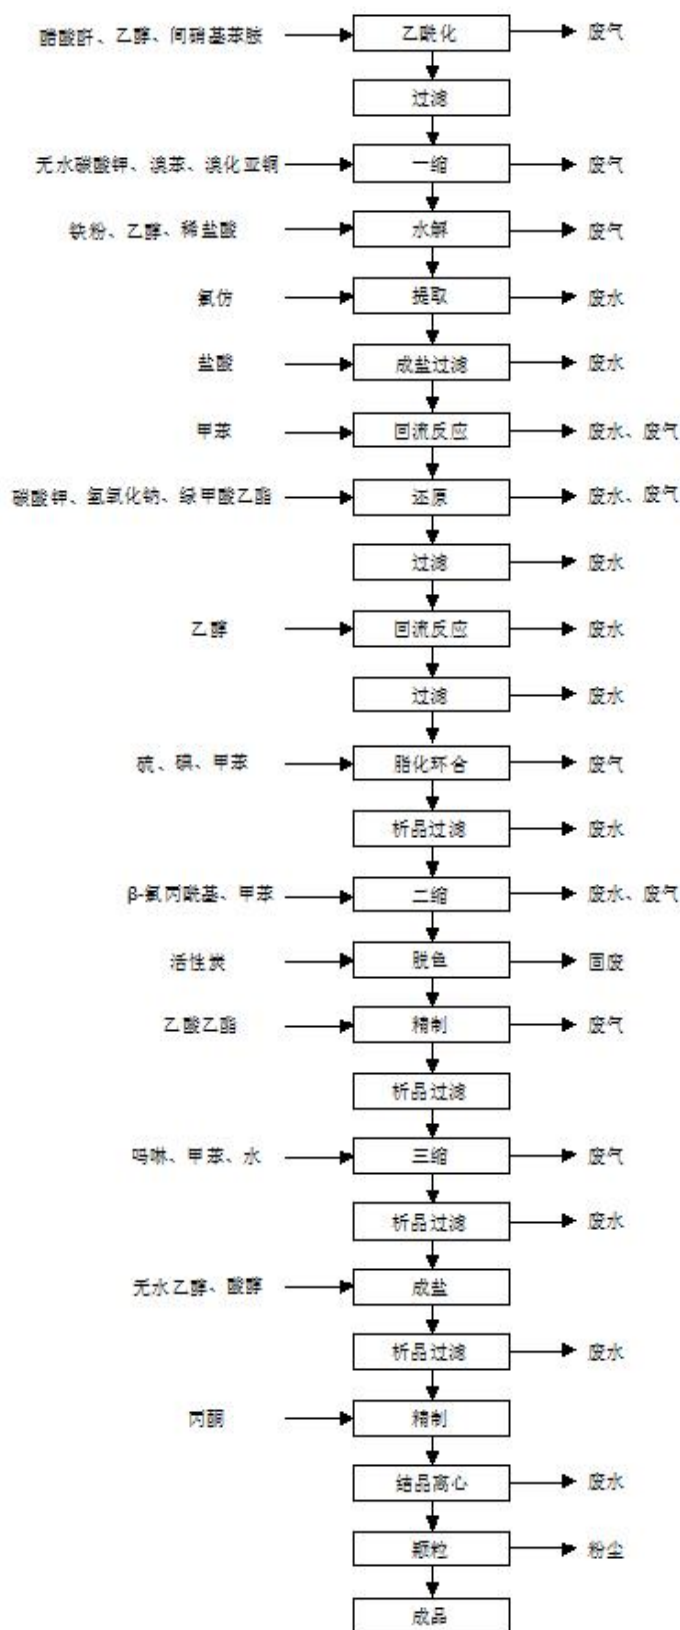 醋酸酐、乙醇、间硝基苯胺 乙酰化 废气
过滤
无水碳酸钾、溴苯、溴化亚铜 一缩 废气
铁粉、乙醇、稀盐酸 水解 废气
氯仿 提取 废水
盐酸 成盐过滤 废水
甲苯 回流反应 废水、废气
碳酸钾、氢氧化钠、绿甲酸乙酯 还原 废水、废气
过滤 废水
乙醇 回流反应 废水
过滤 废水
硫、碘、甲苯 脂化环合 废气
析品过滤 废水
β-氯丙酰基、甲苯 二缩 废水、废气
活性炭 脱色 固废
乙酸乙酯 精制 废气
析品过滤
吗啉、甲苯、水 三缩 废气
析品过滤 废水
无水乙醇、酸醇 成盐
析品过滤 废水
丙酮 精制
结品离心 废水
颗粒 粉尘
成品